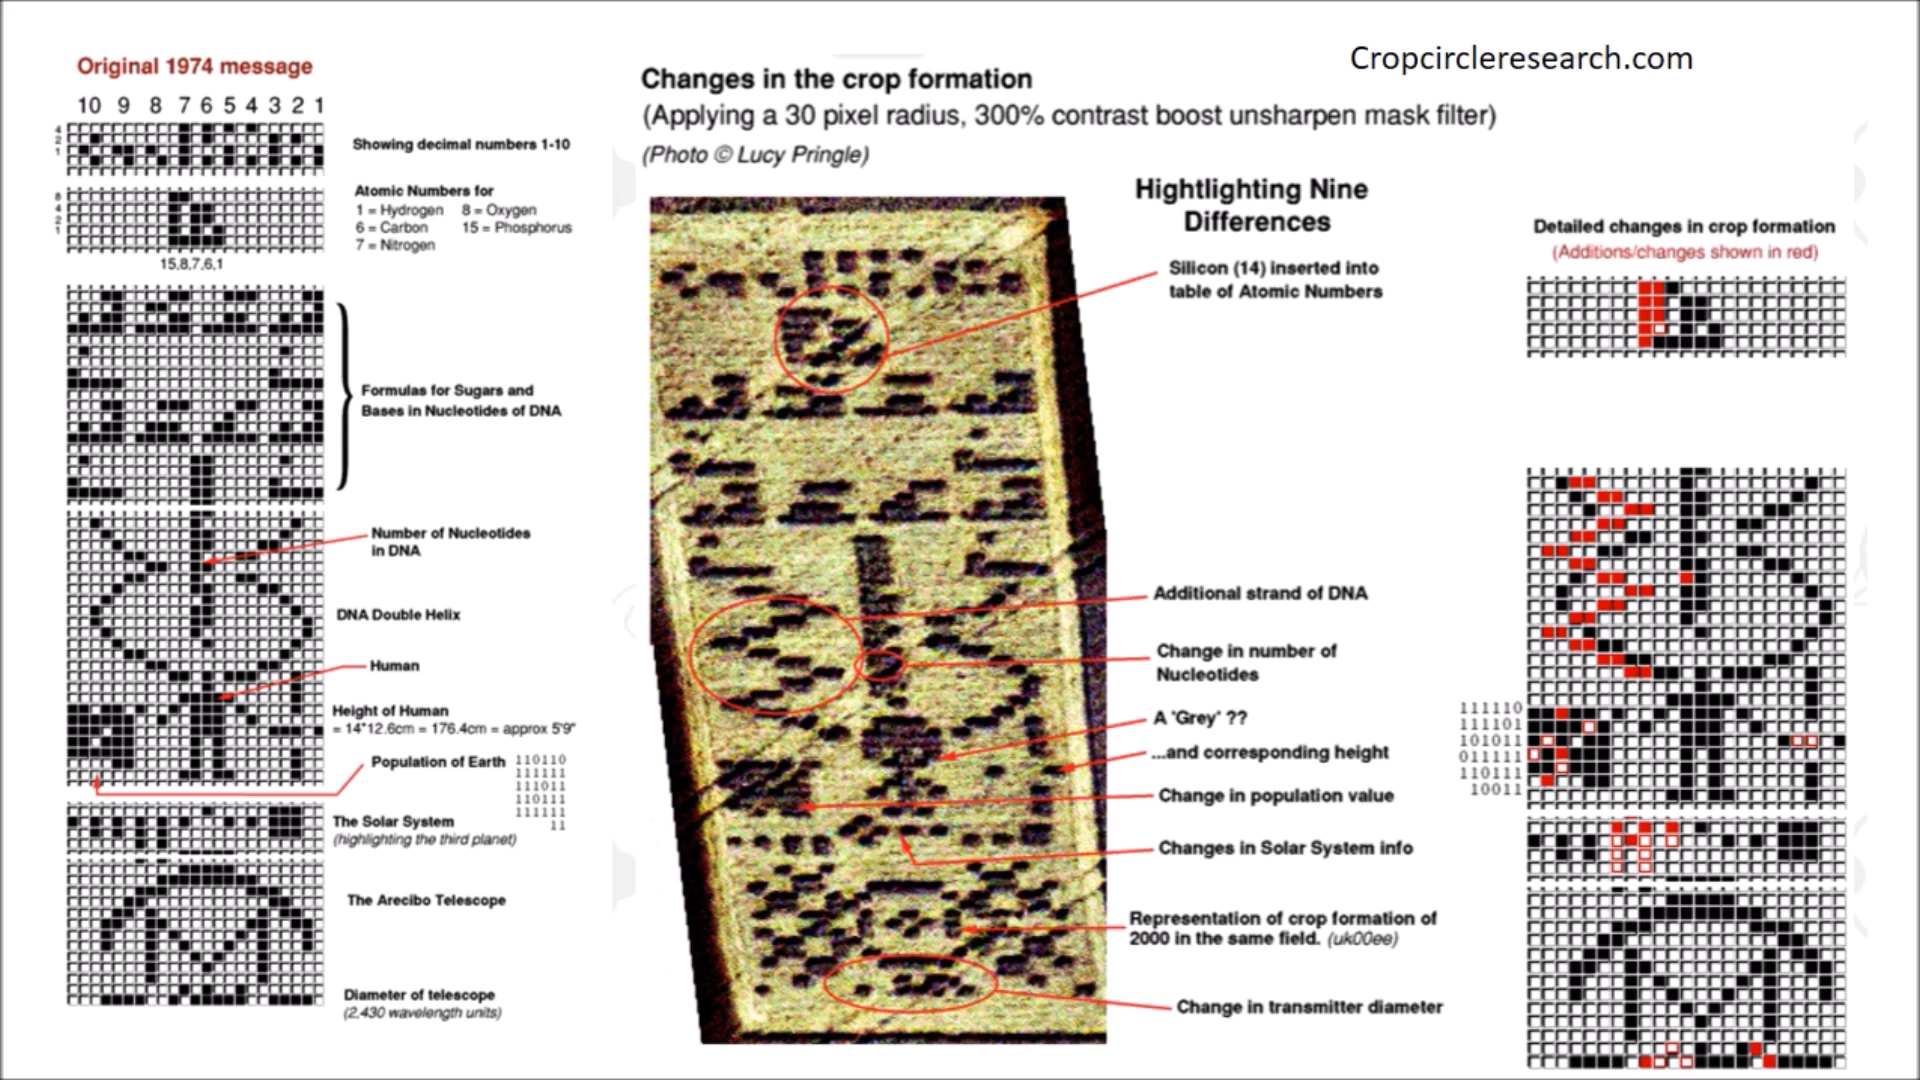 Original 1974 message
10 9 8 7 6 5 4 3 2 1
4
2
1
Showing decimal numbers 1-10
8
4
2
1
Atomic Numbers for
1 = Hydrogen 8 = Oxygen
6 = Carbon 15 = Phosphorus
7 = Nitrogen
15,8,7,6,1
Formulas for Sugars and
Bases in Nucleotides of DNA
Number of Nucleotides
in DNA
DNA Double Helix
Human
Height of Human
= 14*12.6cm = 176.4cm = approx 5'9"
Population of Earth
110110
111111
111011
110111
111111
11
The Solar System
(highlighting the third planet)
The Arecibo Telescope
Diameter of telescope
(2,430 wavelength units)
Changes in the crop formation
(Applying a 30 pixel radius, 300% contrast boost unsharpen mask filter)
(Photo © Lucy Pringle)
Hightlighting Nine
Differences
Silicon (14) inserted into
table of Atomic Numbers
Additional strand of DNA
Change in number of
Nucleotides
A 'Grey' ??
...and corresponding height
Change in population value
Changes in Solar System info
Representation of crop formation of
2000 in the same field. (uk00ee)
Change in transmitter diameter
Cropcircleresearch.com
Detailed changes in crop formation
(Additions/changes shown in red)
111110
111101
101011
011111
110111
10011